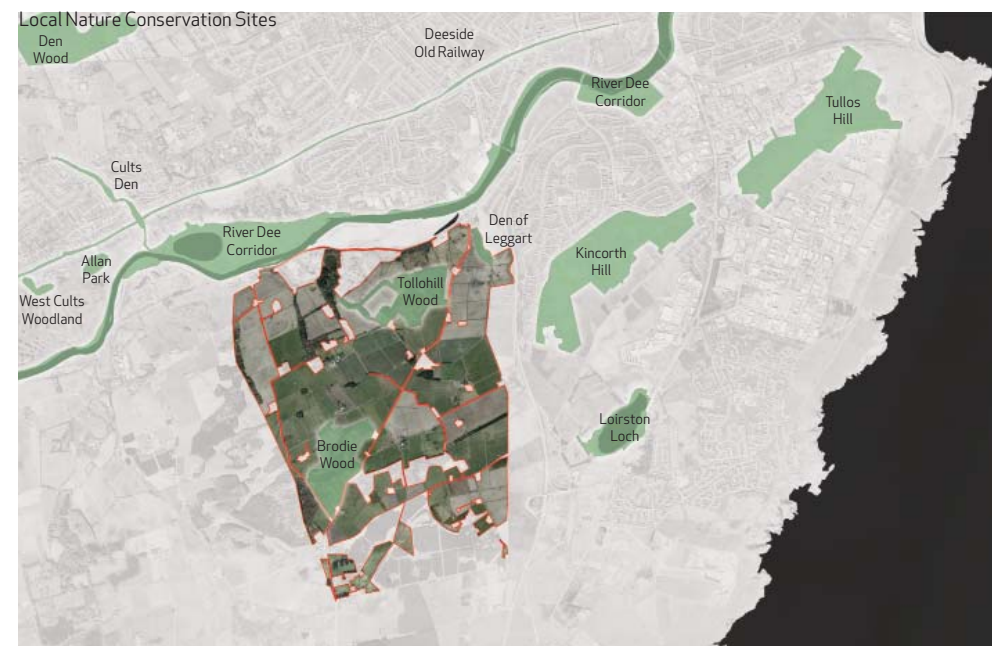 Local Nature Conservation Sites
Den
Wood
Deeside
Old Railway
River Dee
Corridor
Tullos
Hill
Cults
Den
River Dee
Corridor
Den of
Leggart
Allan
Park
Kincorth
Hill
Tollohill
Wood
West Cults
Woodland
Loirston
Loch
Brodie
Wood